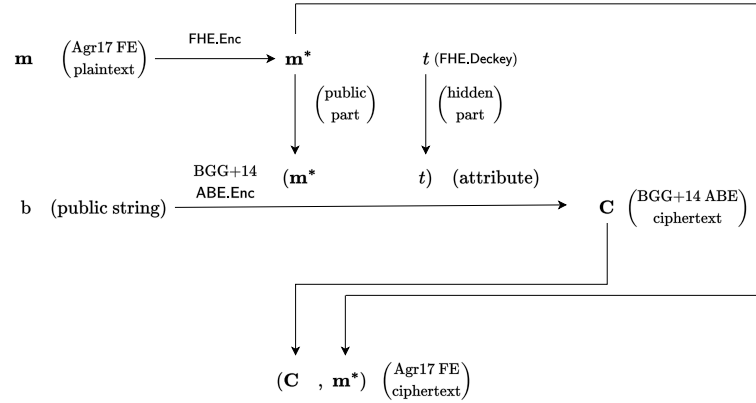 m (Agr17 FE plaintext) FHE.Enc m* t (FHE.Deckey)
(public part) (hidden part)
BGG+14
ABE.Enc
(m* t) (attribute)
b (public string) C (BGG+14 ABE ciphertext)
(C , m*) (Agr17 FE ciphertext)